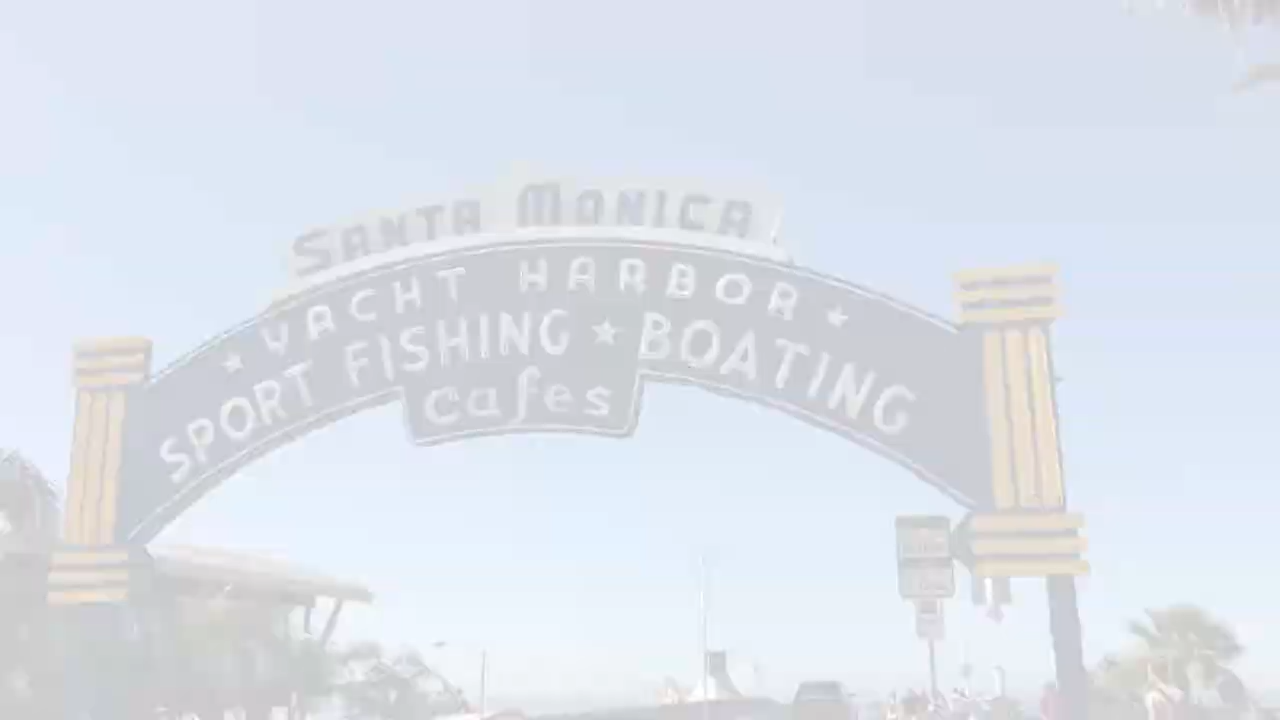 SANTA MONICA
★ YACHT HARBOR ★
SPORT FISHING ★ BOATING
cafes